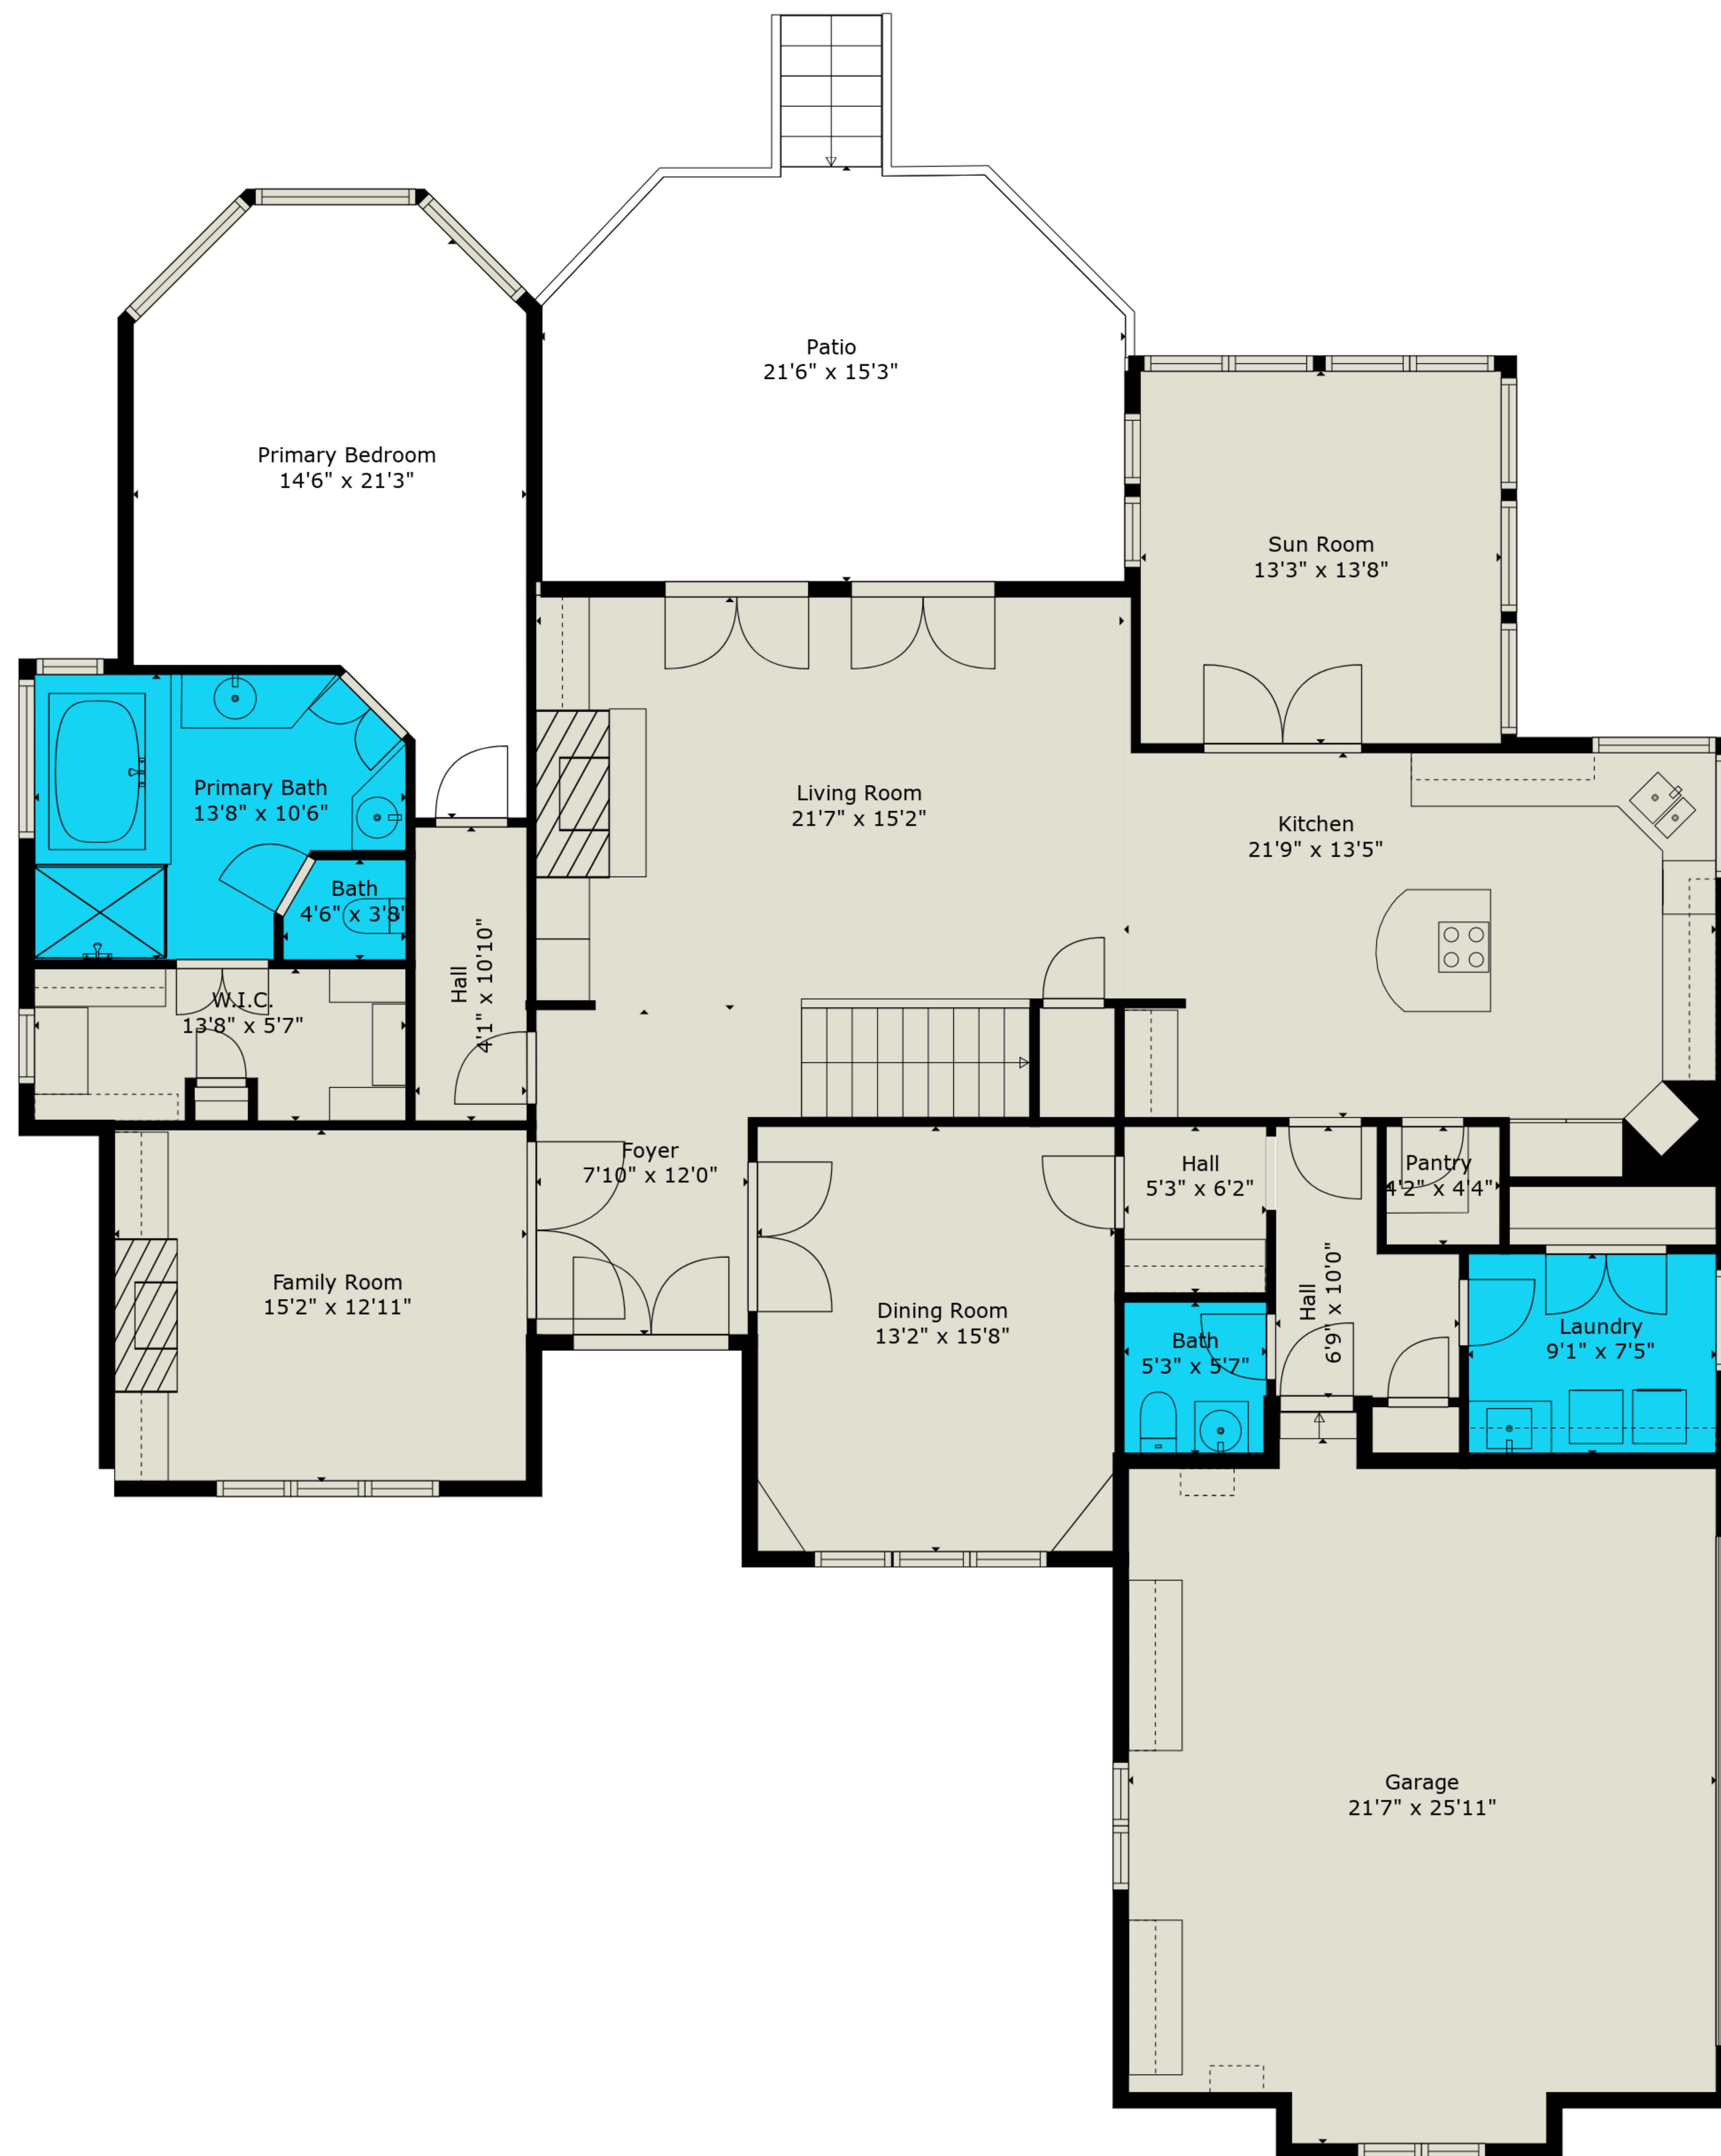 Patio
21'6" x 15'3"
Primary Bedroom
14'6" x 21'3"
Sun Room
13'3" x 13'8"
Primary Bath
13'8" x 10'6"
Living Room
21'7" x 15'2"
Kitchen
21'9" x 13'5"
Bath
4'6" x 3'8"
Hall
4'1" x 10'10"
W.I.C.
13'8" x 5'7"
Foyer
7'10" x 12'0"
Hall
5'3" x 6'2"
Pantry
4'2" x 4'4"
Family Room
15'2" x 12'11"
Dining Room
13'2" x 15'8"
Hall
6'9" x 10'0"
Bath
5'3" x 5'7"
Laundry
9'1" x 7'5"
Garage
21'7" x 25'11"